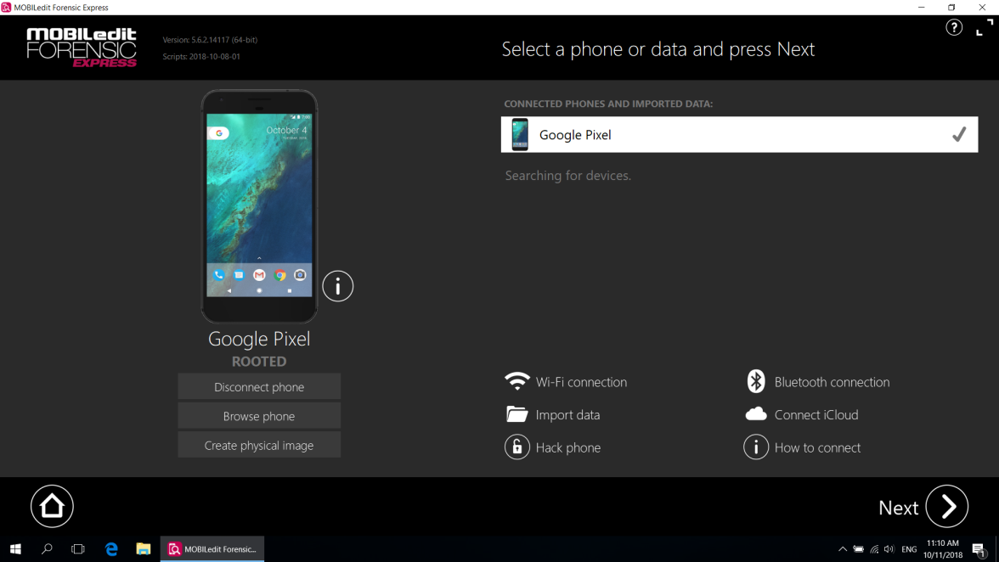 MOBILedit Forensic Express
MOBILedit
FORENSIC
EXPRESS
Version: 5.6.2.14117 (64-bit)
Scripts: 2018-10-08-01
Select a phone or data and press Next
?
7:00
G
October 4
CONNECTED PHONES AND IMPORTED DATA:
Google Pixel
Searching for devices.
i
Google Pixel
ROOTED
Disconnect phone
Browse phone
Create physical image
Wi-Fi connection
Bluetooth connection
Import data
Connect iCloud
Hack phone
i
How to connect
Next
MOBILedit Forensic...
ENG
11:10 AM
10/11/2018
1